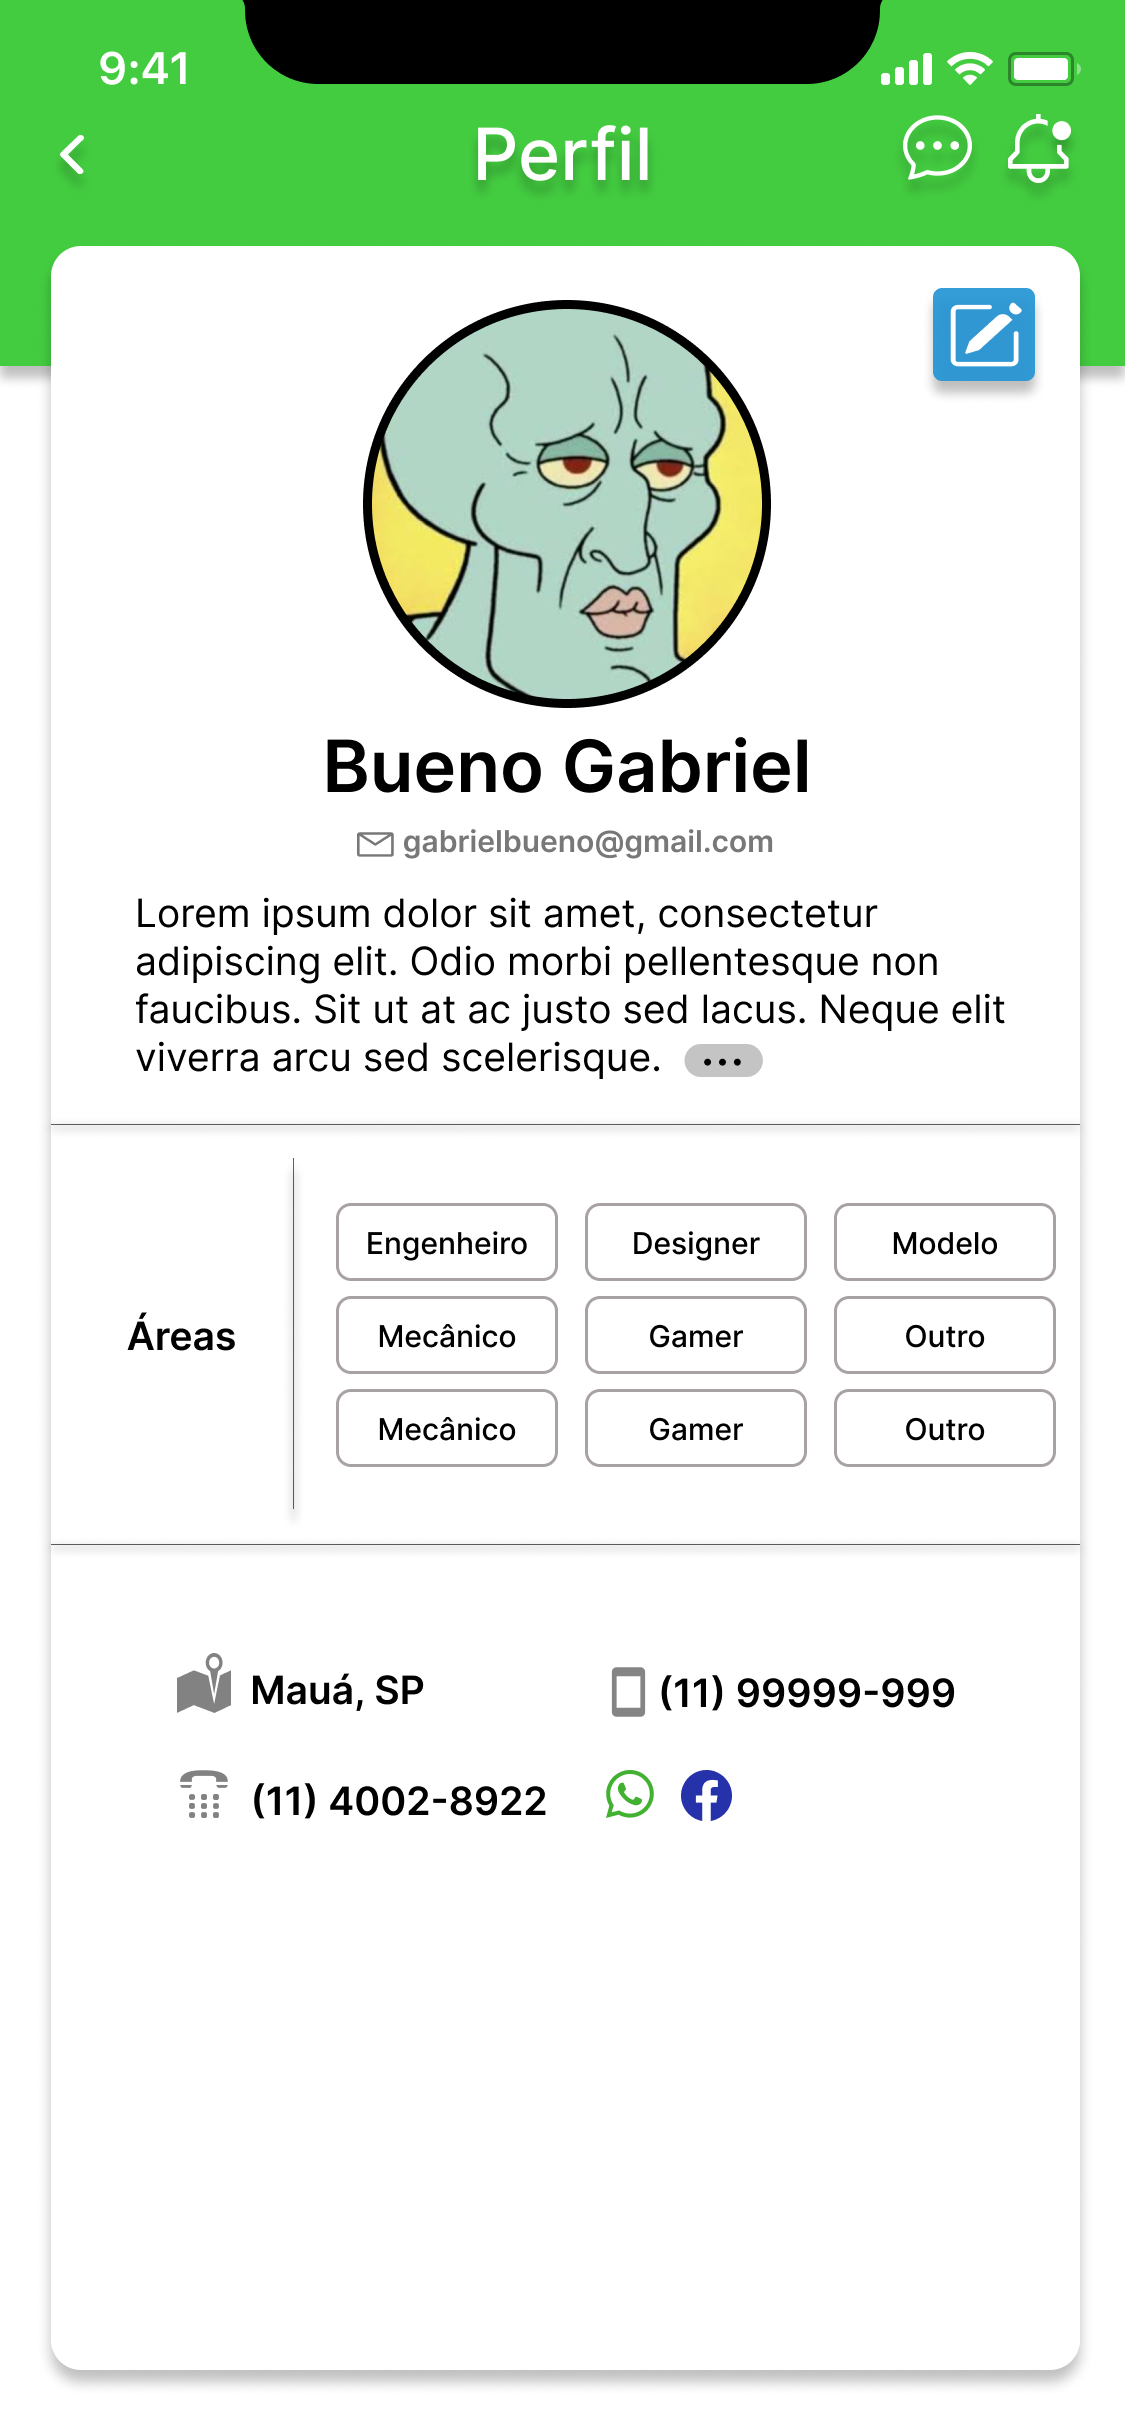 9:41
Perfil
Bueno Gabriel
gabrielbueno@gmail.com
Lorem ipsum dolor sit amet, consectetur
adipiscing elit. Odio morbi pellentesque non
faucibus. Sit ut at ac justo sed lacus. Neque elit
viverra arcu sed scelerisque. •••
Áreas
Engenheiro Designer Modelo
Mecânico Gamer Outro
Mecânico Gamer Outro
Mauá, SP (11) 99999-999
(11) 4002-8922